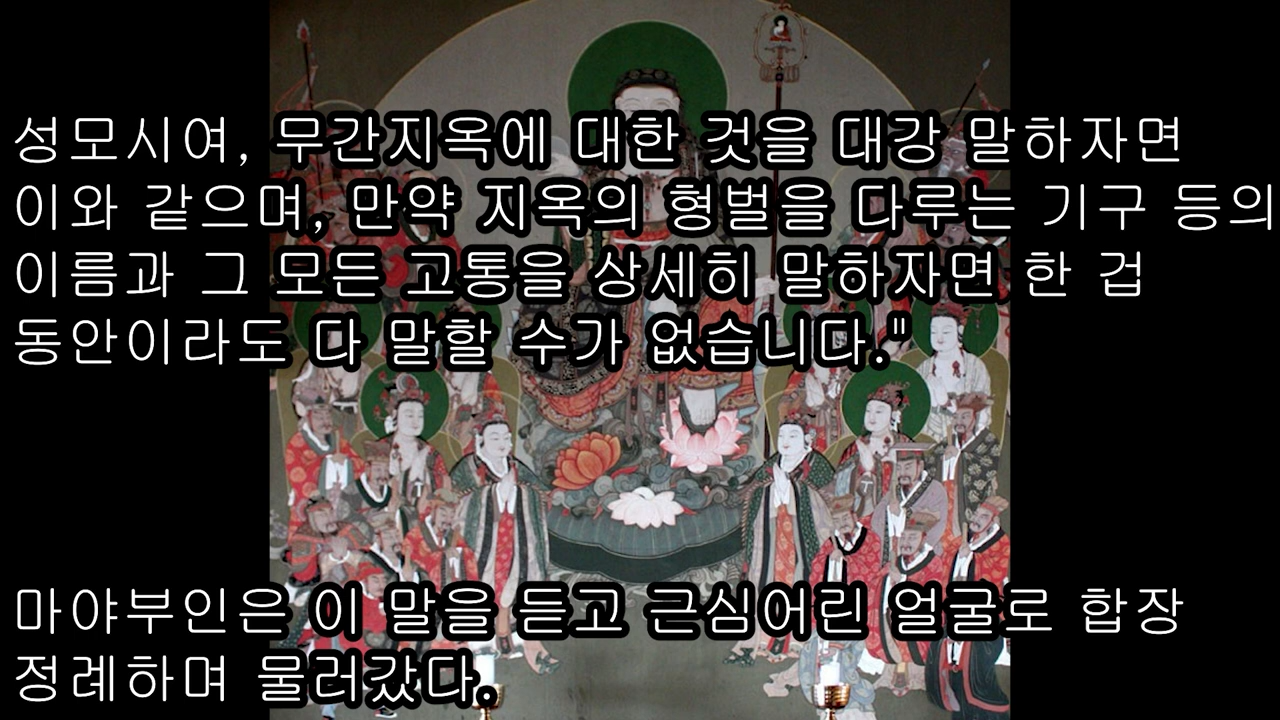 성모시여, 무간지옥에 대한 것을 대강 말하자면
이와 같으며, 만약 지옥의 형벌을 다루는 기구 등의
이름과 그 모든 고통을 상세히 말하자면 한 겁
동안이라도 다 말할 수가 없습니다."
마야부인은 이 말을 듣고 근심어린 얼굴로 합장
정례하며 물러갔다.